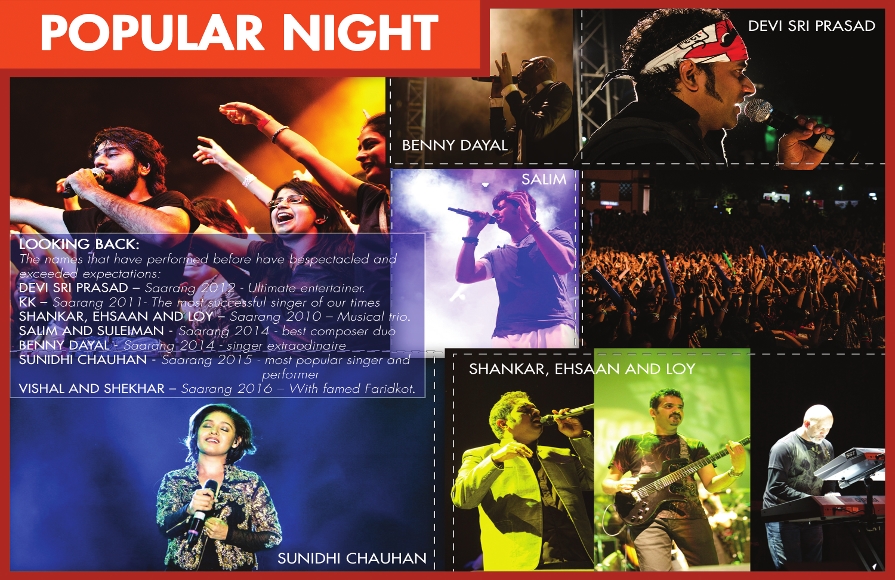 POPULAR NIGHT
DEVI SRI PRASAD
BENNY DAYAL
SALIM
LOOKING BACK:
The names that have performed before have bespectacled and
exceeded expectations:
DEVI SRI PRASAD – Saarang 2012 - Ultimate entertainer.
KK – Saarang 2011- The most successful singer of our times
SHANKAR, EHSAAN AND LOY – Saarang 2010 – Musical trio.
SALIM AND SULEIMAN - Saarang 2014 - best composer duo
BENNY DAYAL - Saarang 2014 - singer extraodinaire
SUNIDHI CHAUHAN - Saarang 2015 - most popular singer and
performer
VISHAL AND SHEKHAR – Saarang 2016 – With famed Faridkot.
SHANKAR, EHSAAN AND LOY
SUNIDHI CHAUHAN